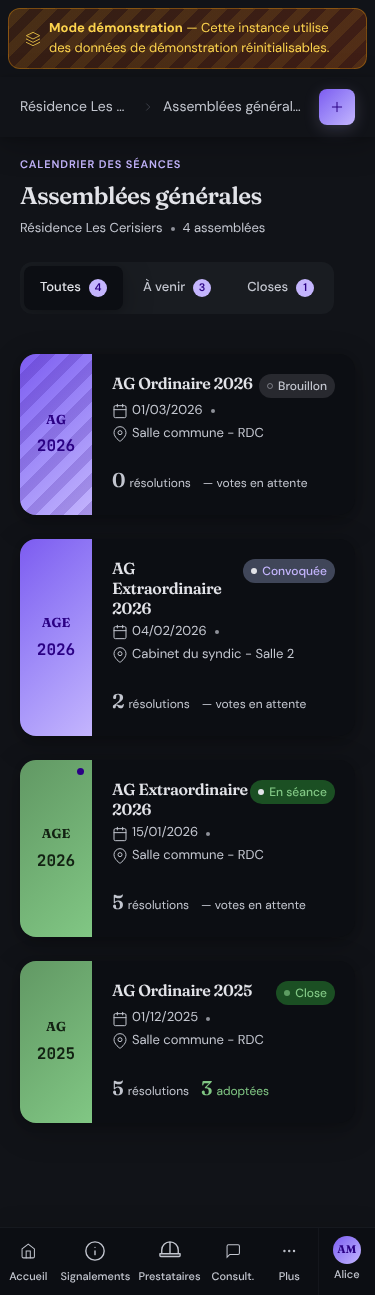 Mode démonstration — Cette instance utilise
des données de démonstration réinitialisables.
Résidence Les ... > Assemblées général...
+
CALENDRIER DES SÉANCES
Assemblées générales
Résidence Les Cerisiers • 4 assemblées
Toutes 4 À venir 3 Closes 1
AG
2026
AG Ordinaire 2026 Brouillon
01/03/2026 •
Salle commune - RDC
0 résolutions — votes en attente
AGE
2026
AG
Extraordinaire
2026
Convoquée
04/02/2026 •
Cabinet du syndic - Salle 2
2 résolutions — votes en attente
AGE
2026
AG Extraordinaire
2026
En séance
15/01/2026 •
Salle commune - RDC
5 résolutions — votes en attente
AG
2025
AG Ordinaire 2025 Close
01/12/2025 •
Salle commune - RDC
5 résolutions 3 adoptées
Accueil Signalements Prestataires Consult. Plus AM Alice